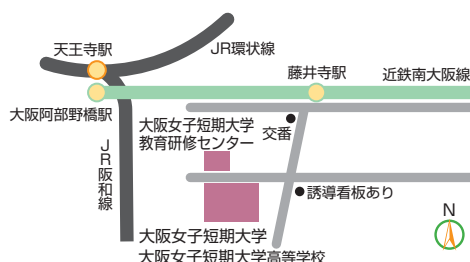 天王寺駅
JR環状線
藤井寺駅
近鉄南大阪線
大阪阿部野橋駅
大阪女子短期大学
教育研修センター
交番
JR阪和線
誘導看板あり
N
大阪女子短期大学
大阪女子短期大学高等学校